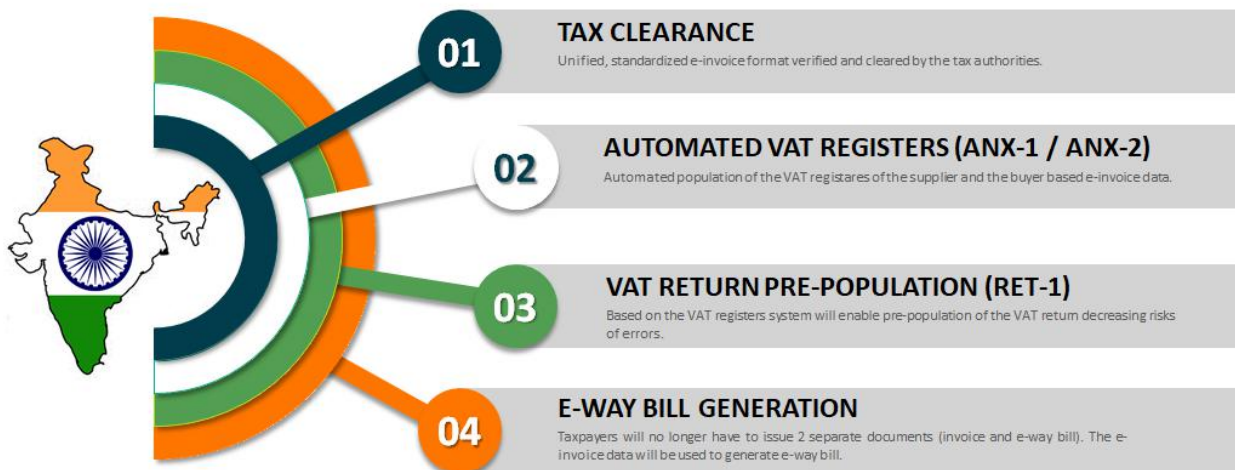 01
TAX CLEARANCE
Unified, standardized e-invoice format verified and cleared by the tax authorities.
02
AUTOMATED VAT REGISTERS (ANX-1 / ANX-2)
Automated population of the VAT registares of the supplier and the buyer based e-invoice data.
03
VAT RETURN PRE-POPULATION (RET-1)
Based on the VAT registers system will enable pre-population of the VAT return decreasing risks
of errors.
04
E-WAY BILL GENERATION
Taxpayers will no longer have to issue 2 separate documents (invoice and e-way bill). The e-
invoice data will be used to generate e-way bill.